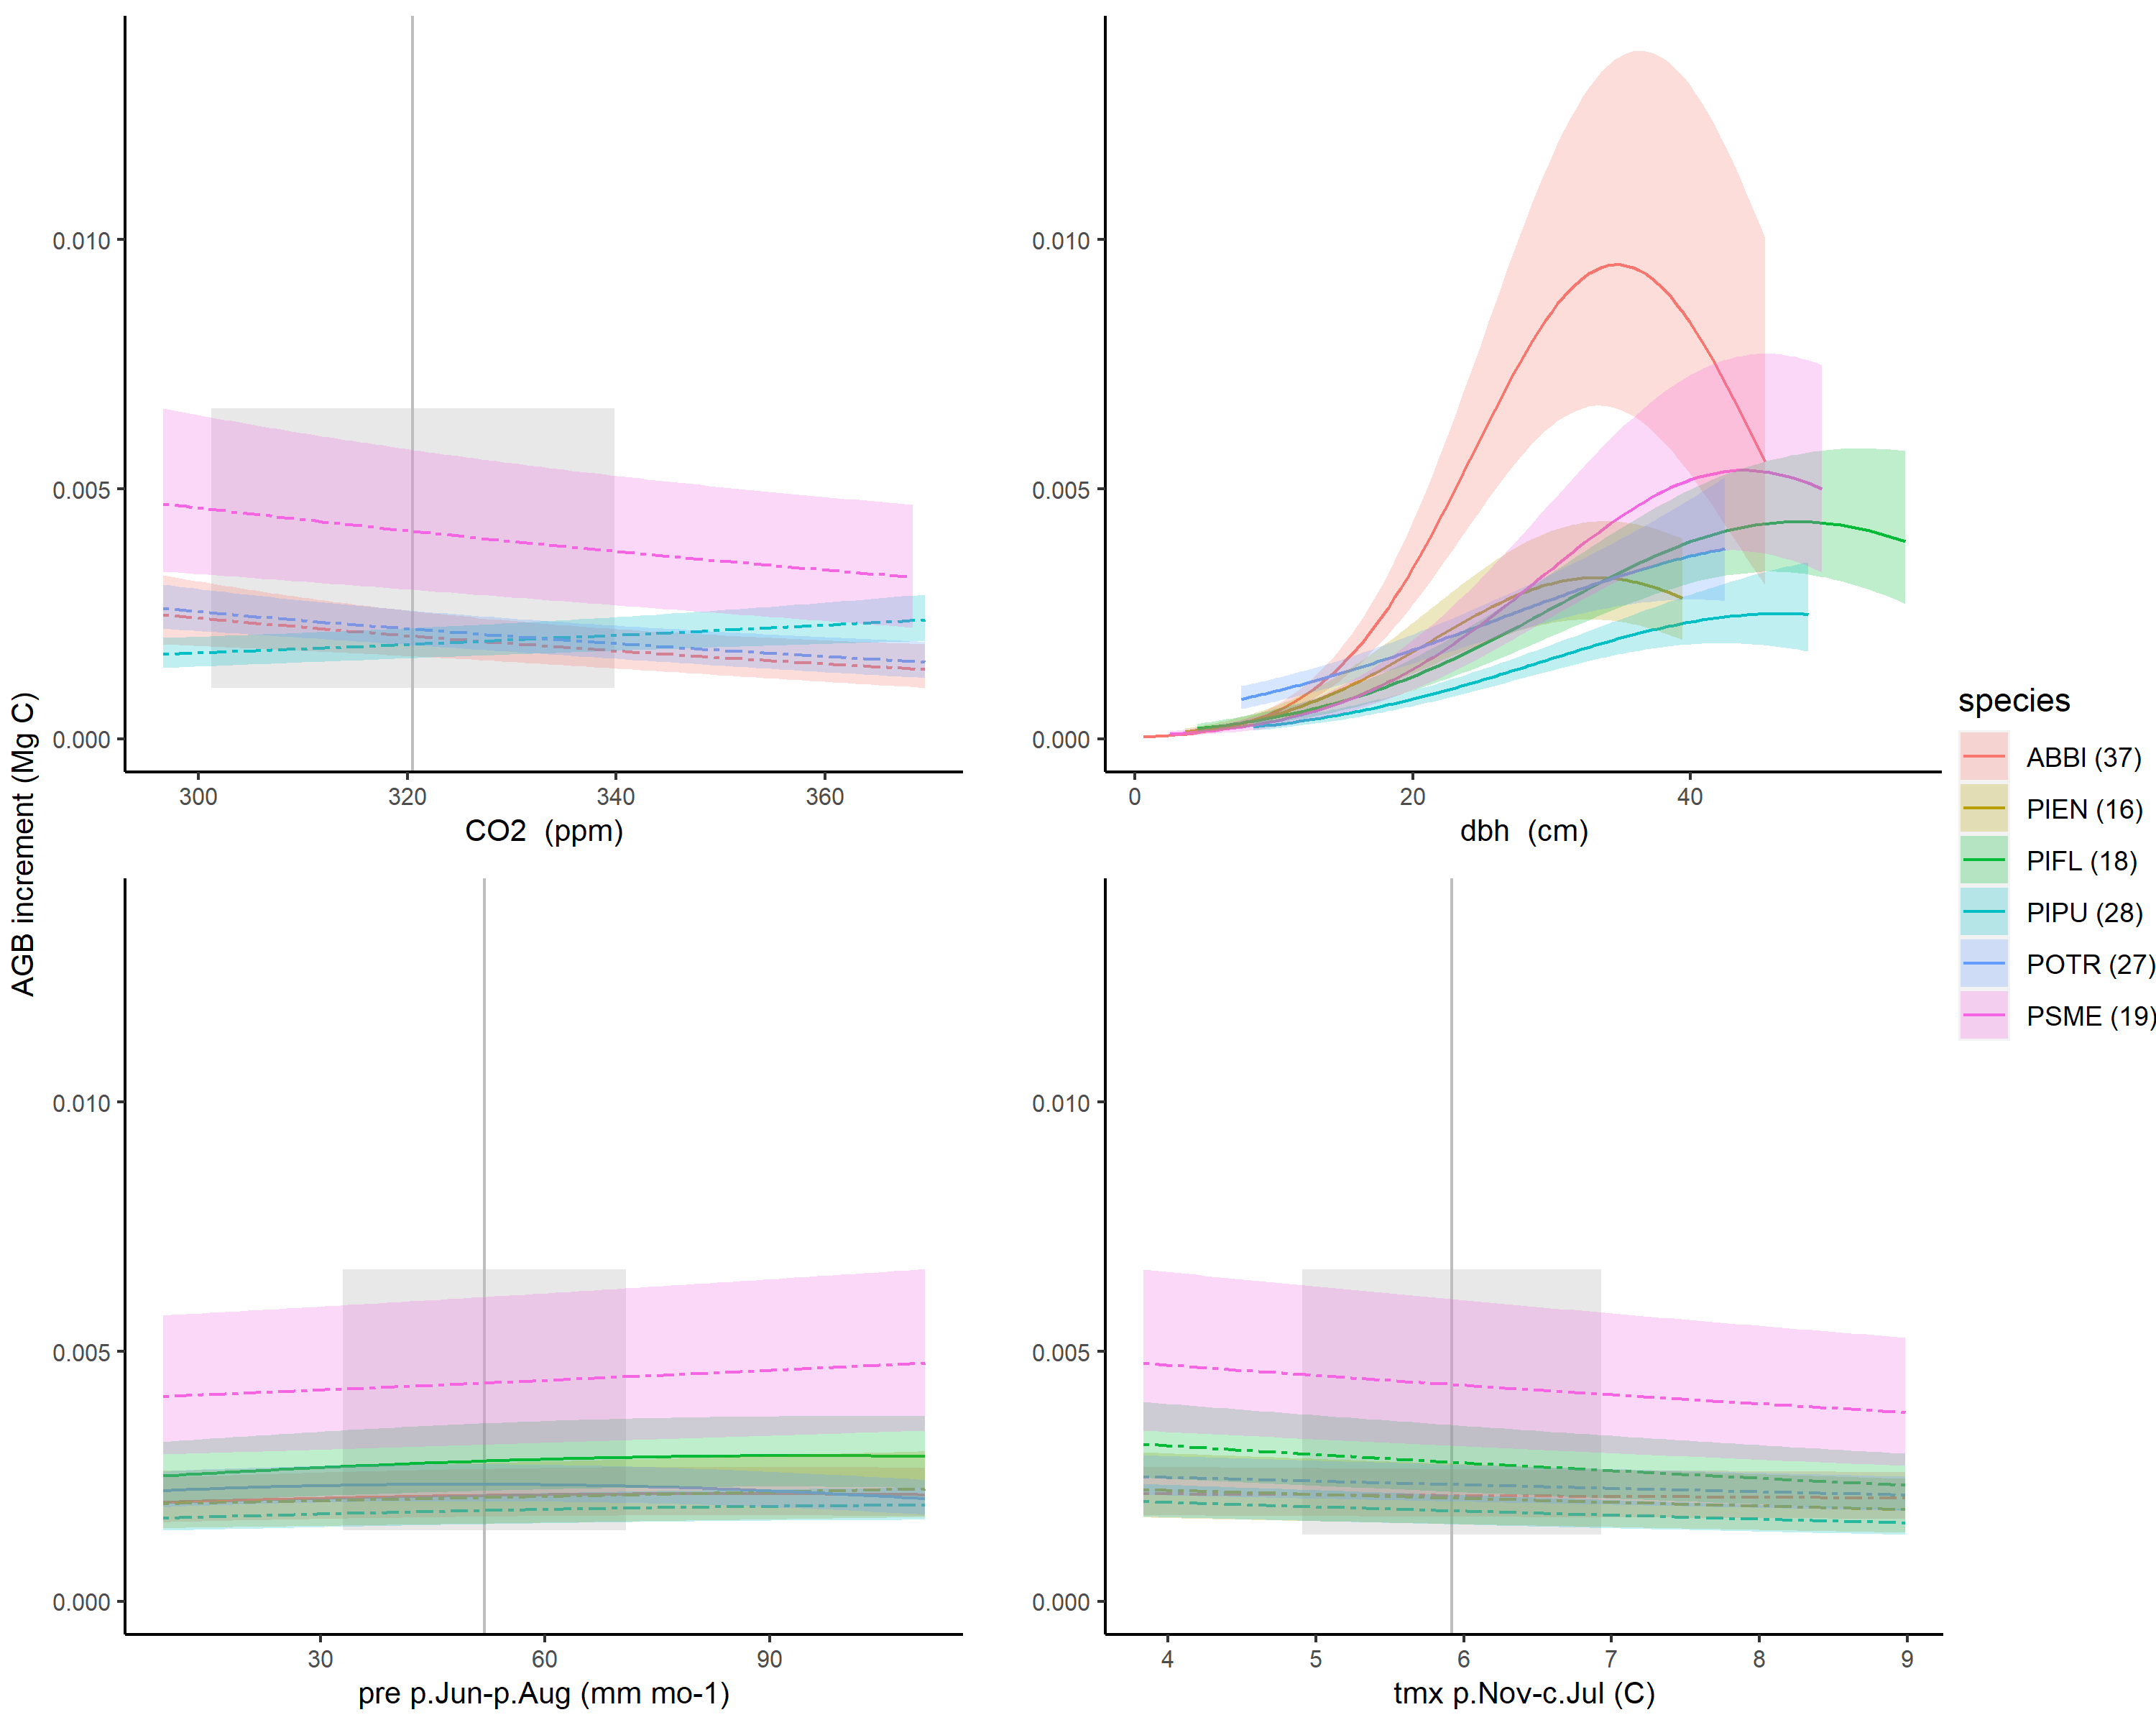 AGB increment (Mg C)
0.010
0.005
0.000
300 320 340 360
CO2 (ppm)
0.010
0.005
0.000
0 20 40
dbh (cm)
0.010
0.005
0.000
30 60 90
pre p.Jun-p.Aug (mm mo-1)
0.010
0.005
0.000
4 5 6 7 8 9
tmx p.Nov-c.Jul (C)
species
ABBI (37)
PIEN (16)
PIFL (18)
PIPU (28)
POTR (27)
PSME (19)